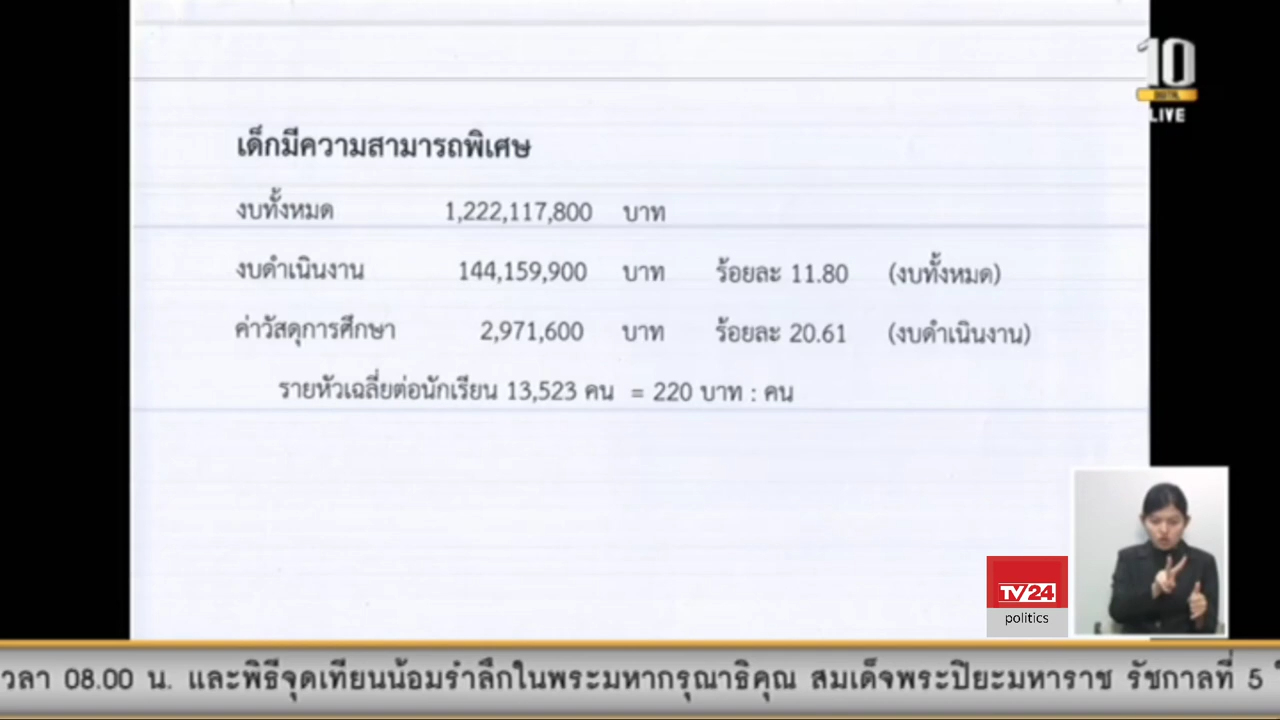 10
DIGITAL
LIVE
เด็กมีความสามารถพิเศษ
งบทั้งหมด 1,222,117,800 บาท
งบดำเนินงาน 144,159,900 บาท ร้อยละ 11.80 (งบทั้งหมด)
ค่าวัสดุการศึกษา 2,971,600 บาท ร้อยละ 20.61 (งบดำเนินงาน)
รายหัวเฉลี่ยต่อนักเรียน 13,523 คน = 220 บาท : คน
TV24
politics
วลา 08.00 น. และพิธีจุดเทียนน้อมรำลึกในพระมหากรุณาธิคุณ สมเด็จพระปิยะมหาราช รัชกาลที่ 5